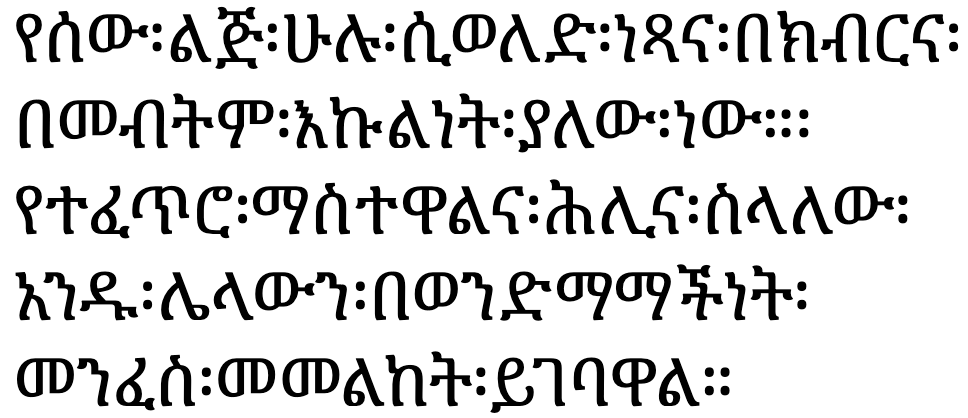 የሰው፡ልጅ፡ሁሉ፡ሲወለድ፡ነጻና፡በክብርና፡
በመብትም፡እኩልነት፡ያለው፡ነው።፡
የተፈጥሮ፡ማስተዋልና፡ሕሊና፡ስላለው፡
አንዱ፡ሌላውን፡በወንድማማችነት፡
መንፈስ፡መመልከት፡ይገባዋል።